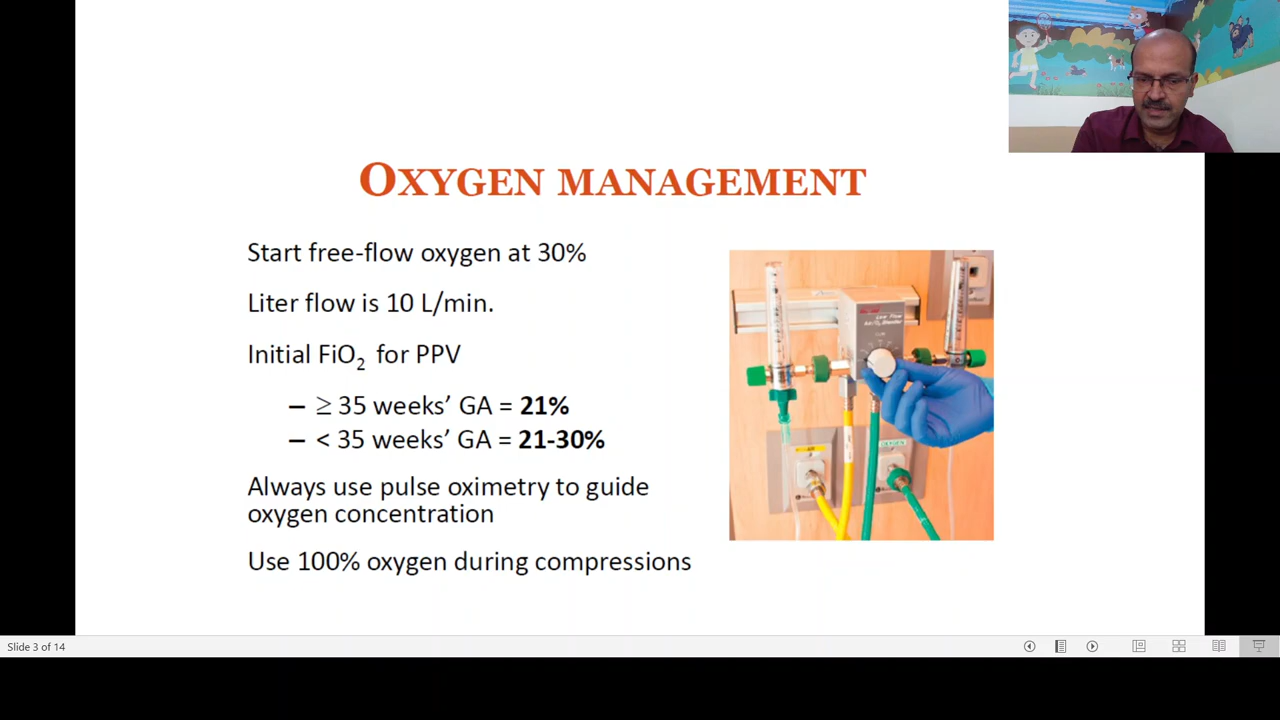 OXYGEN MANAGEMENT
Start free-flow oxygen at 30%
Liter flow is 10 L/min.
Initial FiO₂ for PPV
– ≥ 35 weeks’ GA = 21%
– < 35 weeks’ GA = 21-30%
Always use pulse oximetry to guide
oxygen concentration
Use 100% oxygen during compressions
OXYGEN
Slide 3 of 14